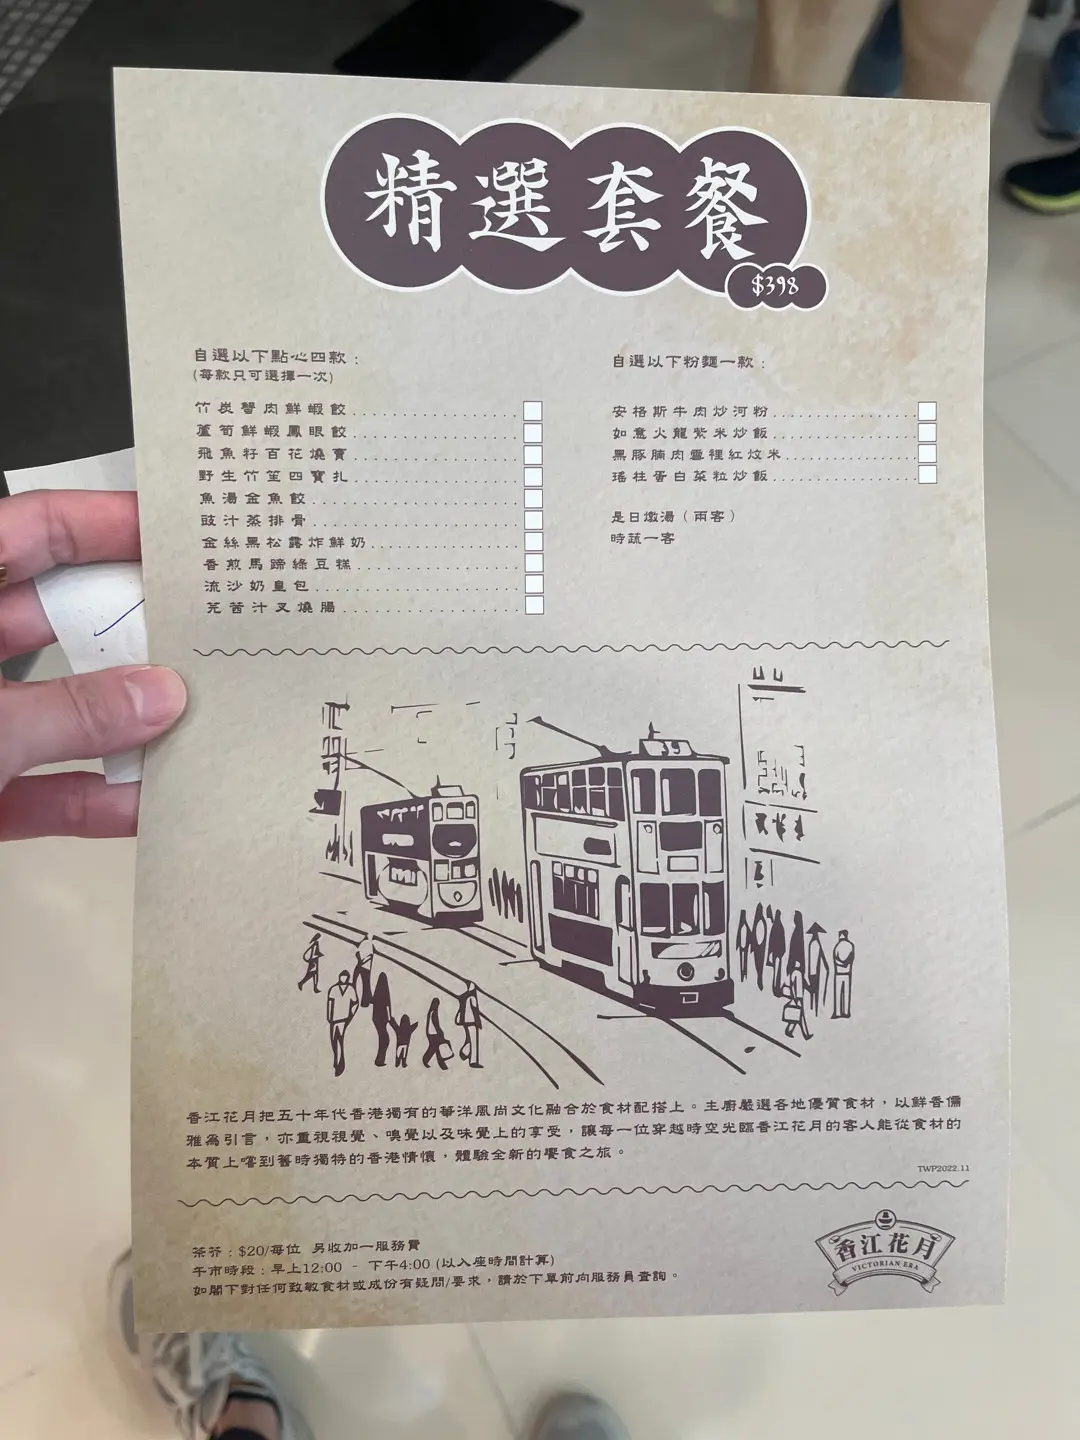 精選套餐
$398
自選以下點心四款：
(每款只可選擇一次)
竹炭蟹肉鮮蝦餃
蘆筍鮮蝦鳳眼餃
飛魚籽百花燒賣
野生竹笙四寶扎
魚湯金魚餃
豉汁蒸排骨
金絲黑松露炸鮮奶
香煎馬蹄綠豆糕
流沙奶皇包
芫茜汁叉燒腸
自選以下粉麵一款：
安格斯牛肉炒河粉
如意火龍紫米炒飯
黑豚腩肉雪裡紅炆米
瑤柱蛋白菜粒炒飯
是日燉湯（兩客）
時蔬一客
香江花月把五十年代香港獨有的華洋風尚文化融合於食材配搭上。主廚嚴選各地優質食材，以鮮香儒
雅為引言，亦重視視覺、嗅覺以及味覺上的享受，讓每一位穿越時空光臨香江花月的客人能從食材的
本質上嚐到舊時獨特的香港情懷，體驗全新的饗食之旅。
TWP2022.11
茶芥：$20/每位 另收加一服務費
午市時段：早上12:00 - 下午4:00 (以入座時間計算)
如閣下對任何致敏食材或成份有疑問/要求，請於下單前向服務員查詢。
香江花月
VICTORIAN ERA